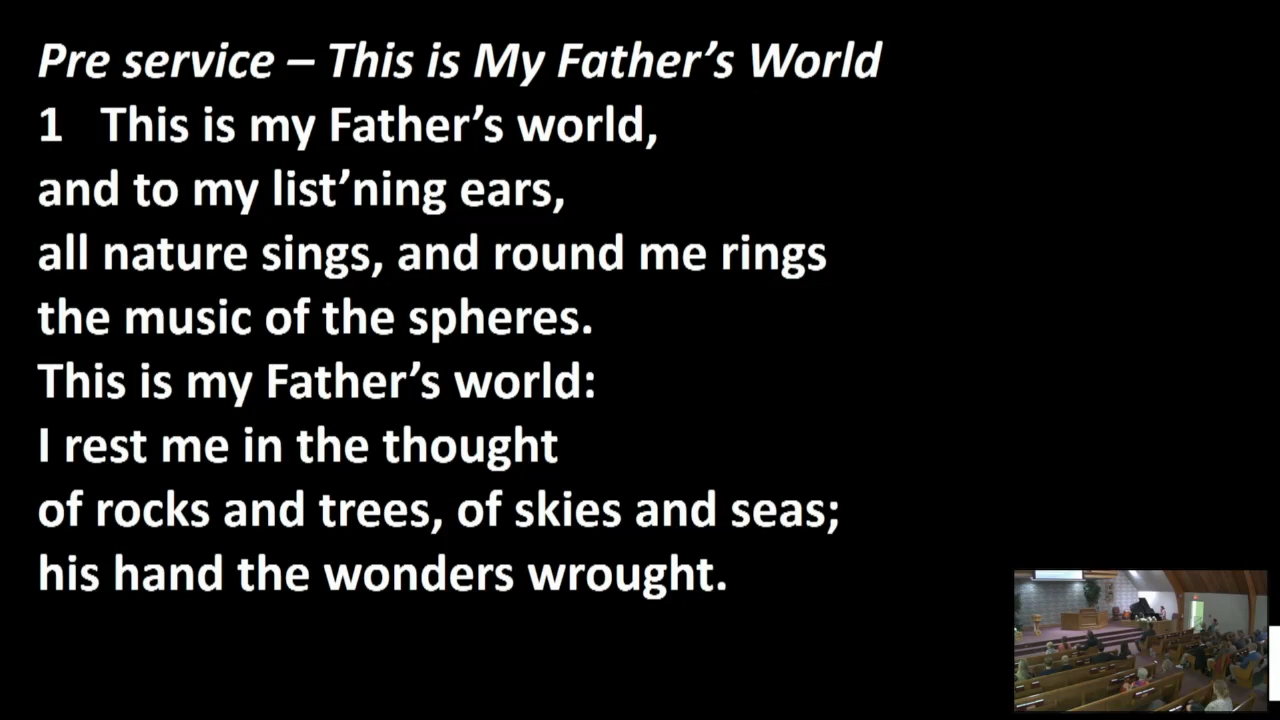 Pre service – This is My Father’s World
1 This is my Father’s world,
and to my list’ning ears,
all nature sings, and round me rings
the music of the spheres.
This is my Father’s world:
I rest me in the thought
of rocks and trees, of skies and seas;
his hand the wonders wrought.